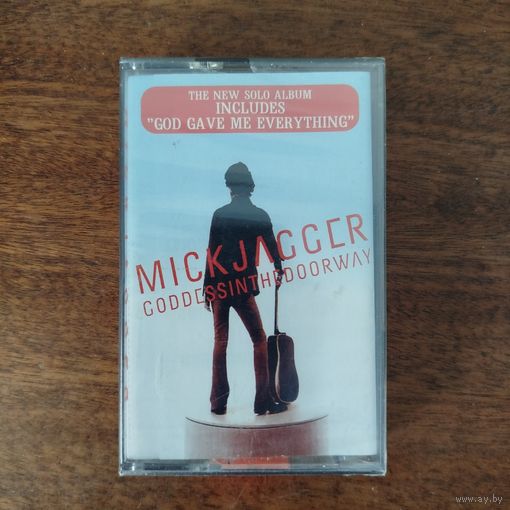 THE NEW SOLO ALBUM
INCLUDES
"GOD GAVE ME EVERYTHING"
MICKJAGGER
GODDESSINTHEDOORWAY
www.ay.by